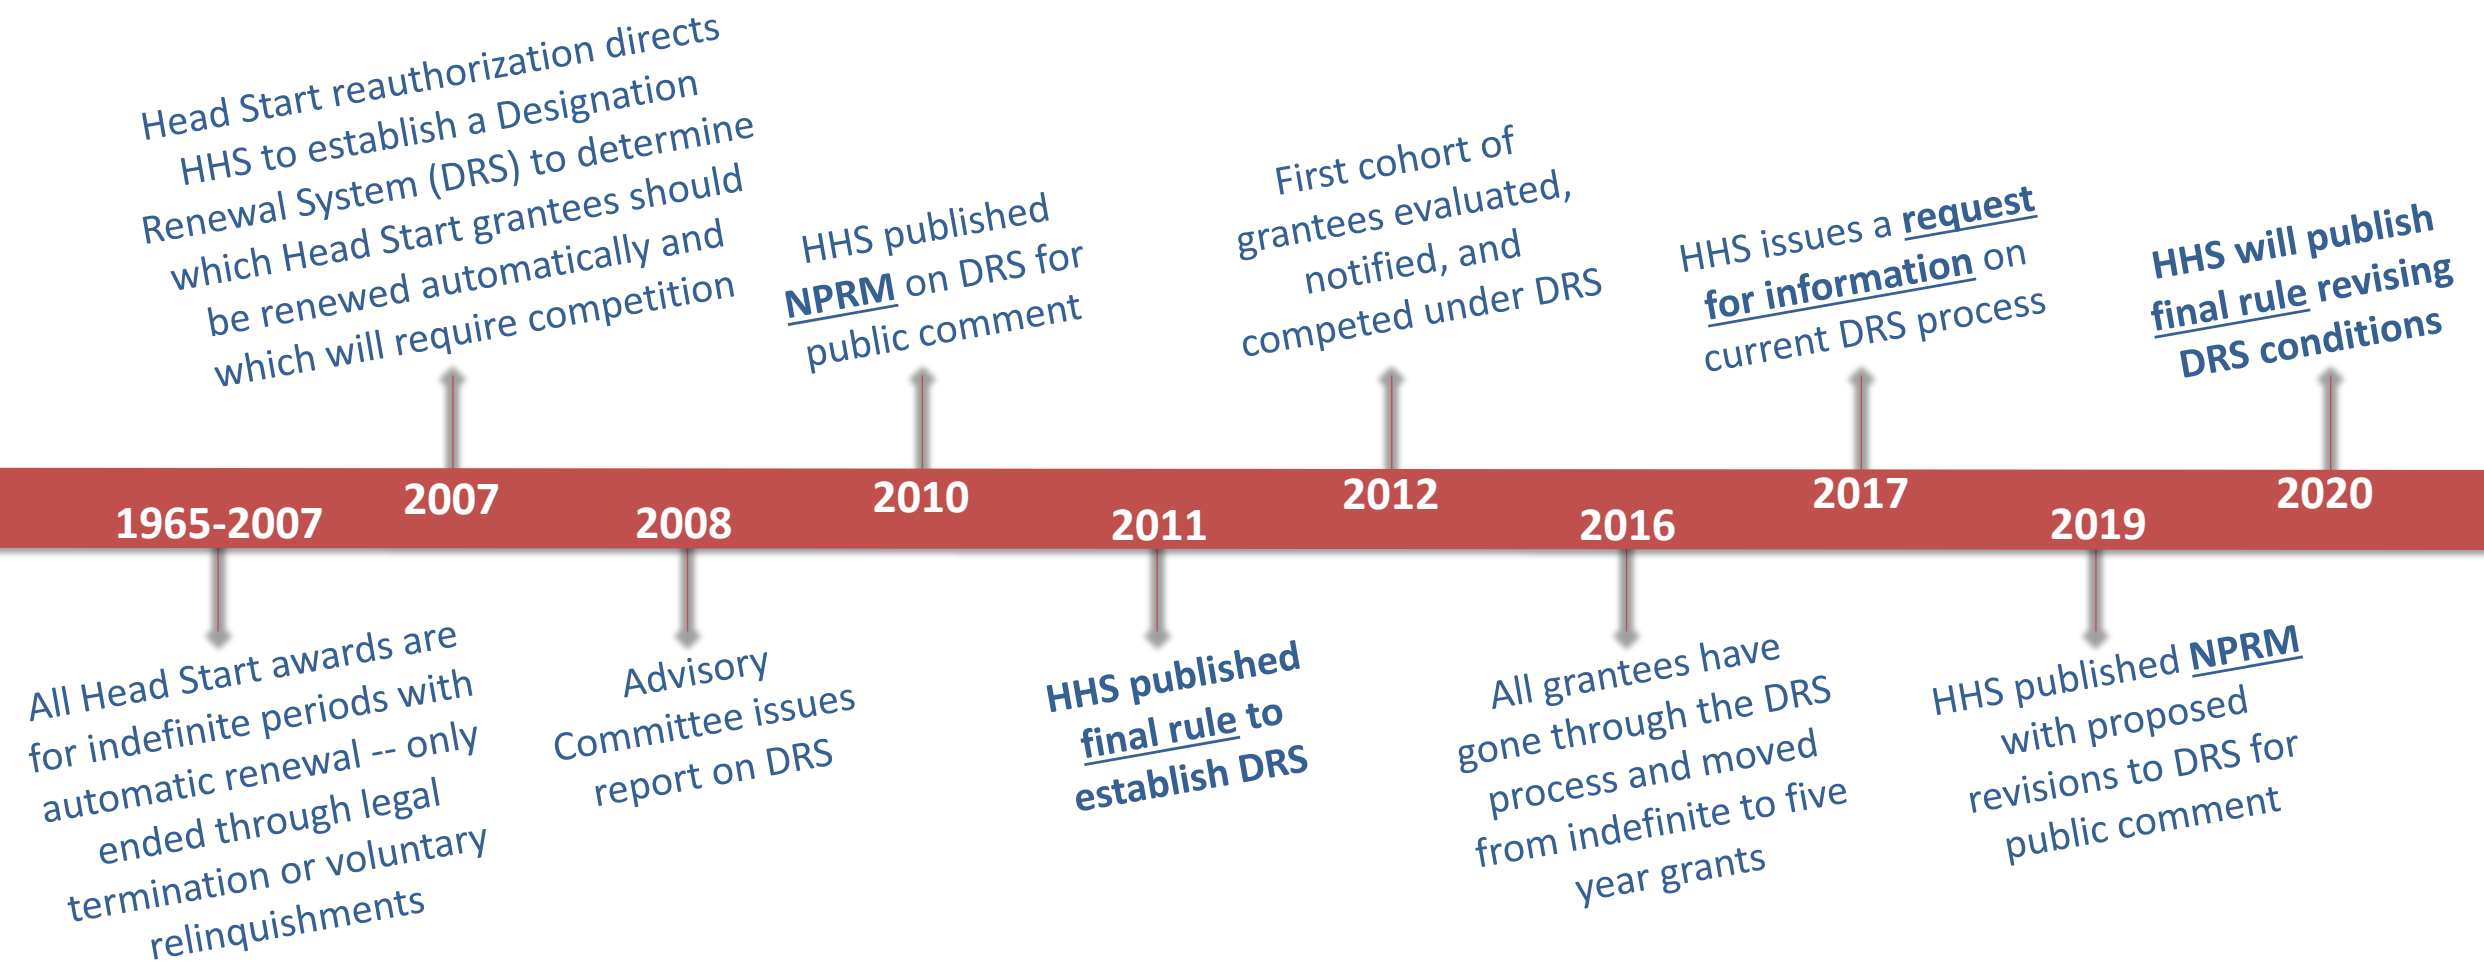 Head Start reauthorization directs
HHS to establish a Designation
Renewal System (DRS) to determine
which Head Start grantees should
be renewed automatically and
which will require competition
HHS published
NPRM on DRS for
public comment
First cohort of
grantees evaluated,
notified, and
competed under DRS
HHS issues a request
for information on
current DRS process
HHS will publish
final rule revising
DRS conditions
1965-2007
2007
2008
2010
2011
2012
2016
2017
2019
2020
All Head Start awards are
for indefinite periods with
automatic renewal -- only
ended through legal
termination or voluntary
relinquishments
Advisory
Committee issues
report on DRS
HHS published
final rule to
establish DRS
All grantees have
gone through the DRS
process and moved
from indefinite to five
year grants
HHS published NPRM
with proposed
revisions to DRS for
public comment